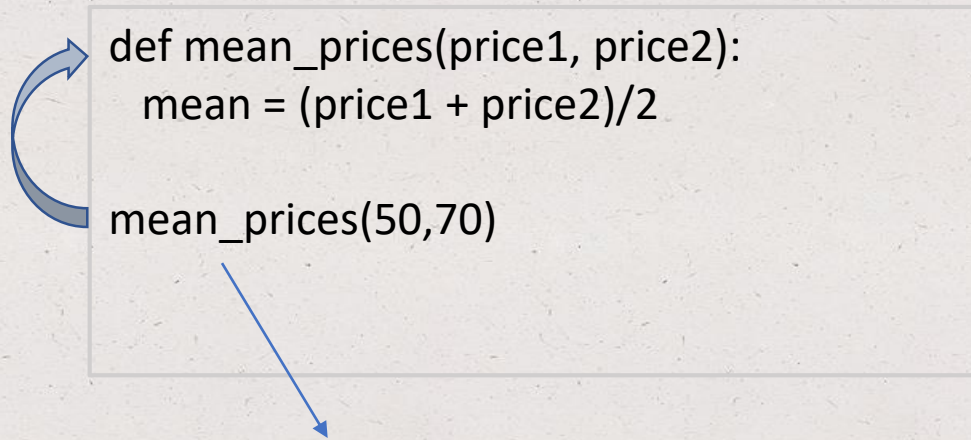 def mean_prices(price1, price2):
mean = (price1 + price2)/2
mean_prices(50,70)